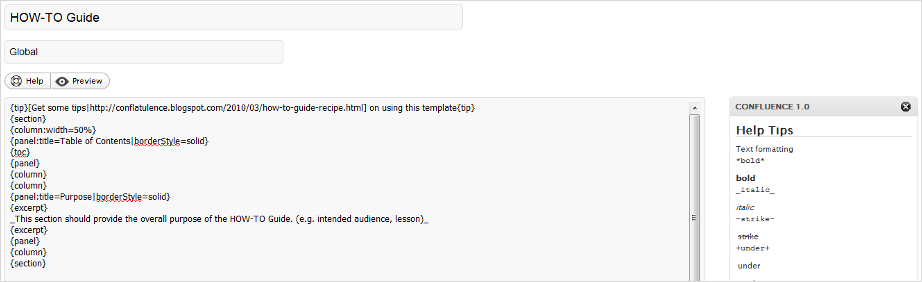 HOW-TO Guide
Global
Help Preview
{tip}[Get some tips|http://conflatulence.blogspot.com/2010/03/how-to-guide-recipe.html] on using this template{tip}
{section}
{column:width=50%}
{panel:title=Table of Contents|borderStyle=solid}
{toc}
{panel}
{column}
{column}
{panel:title=Purpose|borderStyle=solid}
{excerpt}
_This section should provide the overall purpose of the HOW-TO Guide. (e.g. intended audience, lesson)_
{excerpt}
{panel}
{column}
{section}
CONFLUENCE 1.0
Help Tips
Text formatting
*bold*
bold
_italic_
italic
-strike-
strike
+under+
under